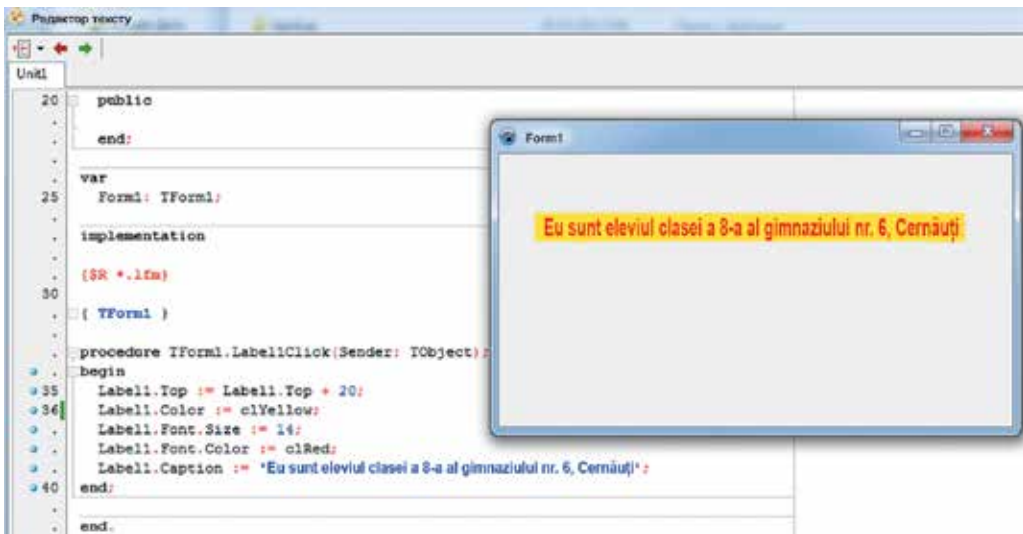 Редактор тексту
Unit1
20 public
end;
var
25 Form1: TForm1;
implementation
{$R *.lfm}
30
{ TForm1 }
procedure TForm1.Label1Click(Sender: TObject);
begin
35 Label1.Top := Label1.Top + 20;
36 Label1.Color := clYellow;
Label1.Font.Size := 14;
Label1.Font.Color := clRed;
Label1.Caption := 'Eu sunt eleviul clasei a 8-a al gimnaziului nr. 6, Cernăuți';
40 end;
end.
Form1
Eu sunt eleviul clasei a 8-a al gimnaziului nr. 6, Cernăuți